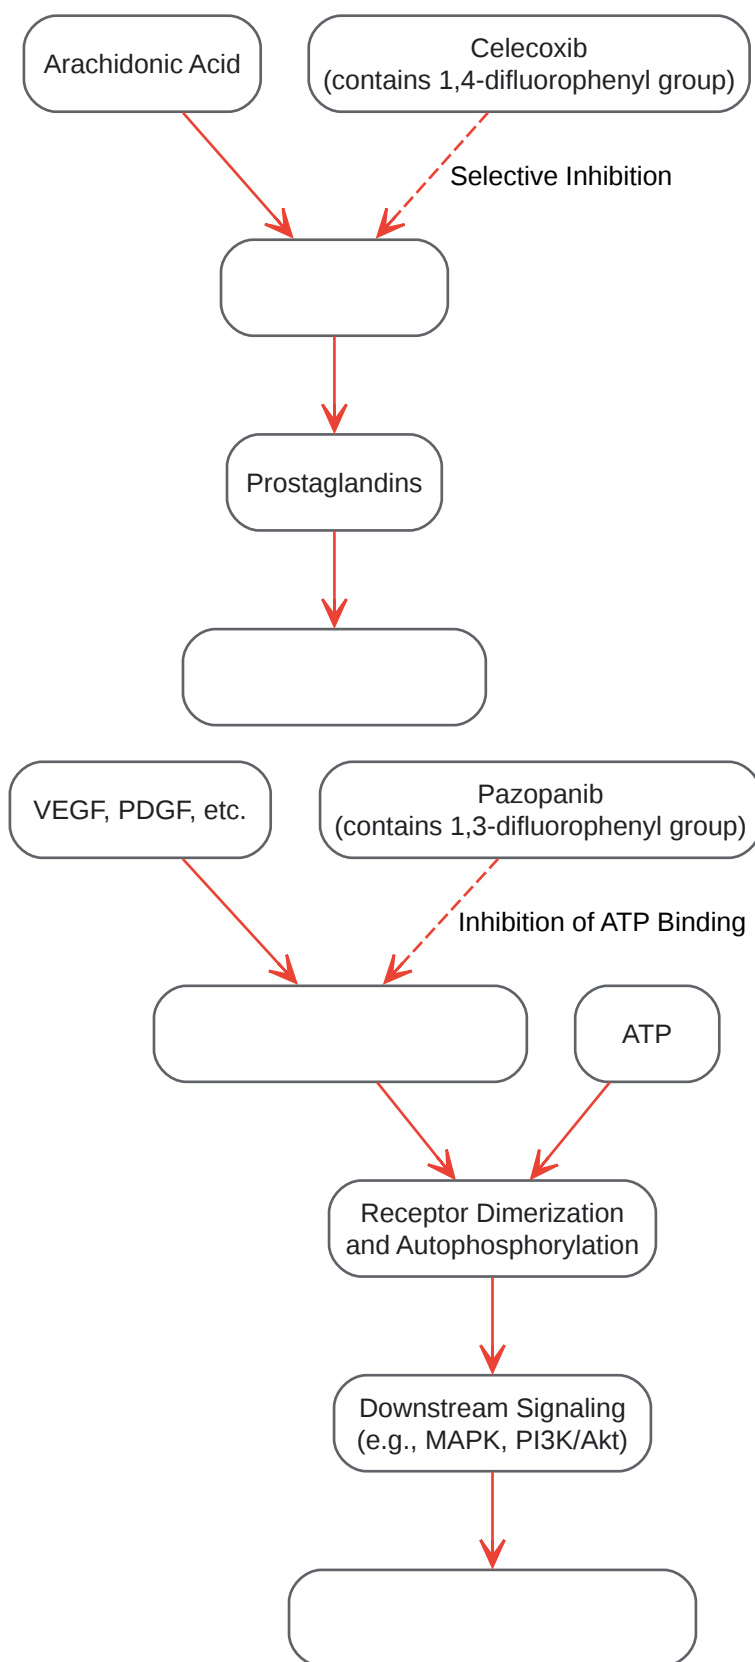 Arachidonic Acid
Celecoxib
(contains 1,4-difluorophenyl group)
Selective Inhibition
Prostaglandins
VEGF, PDGF, etc.
Pazopanib
(contains 1,3-difluorophenyl group)
Inhibition of ATP Binding
ATP
Receptor Dimerization
and Autophosphorylation
Downstream Signaling
(e.g., MAPK, PI3K/Akt)